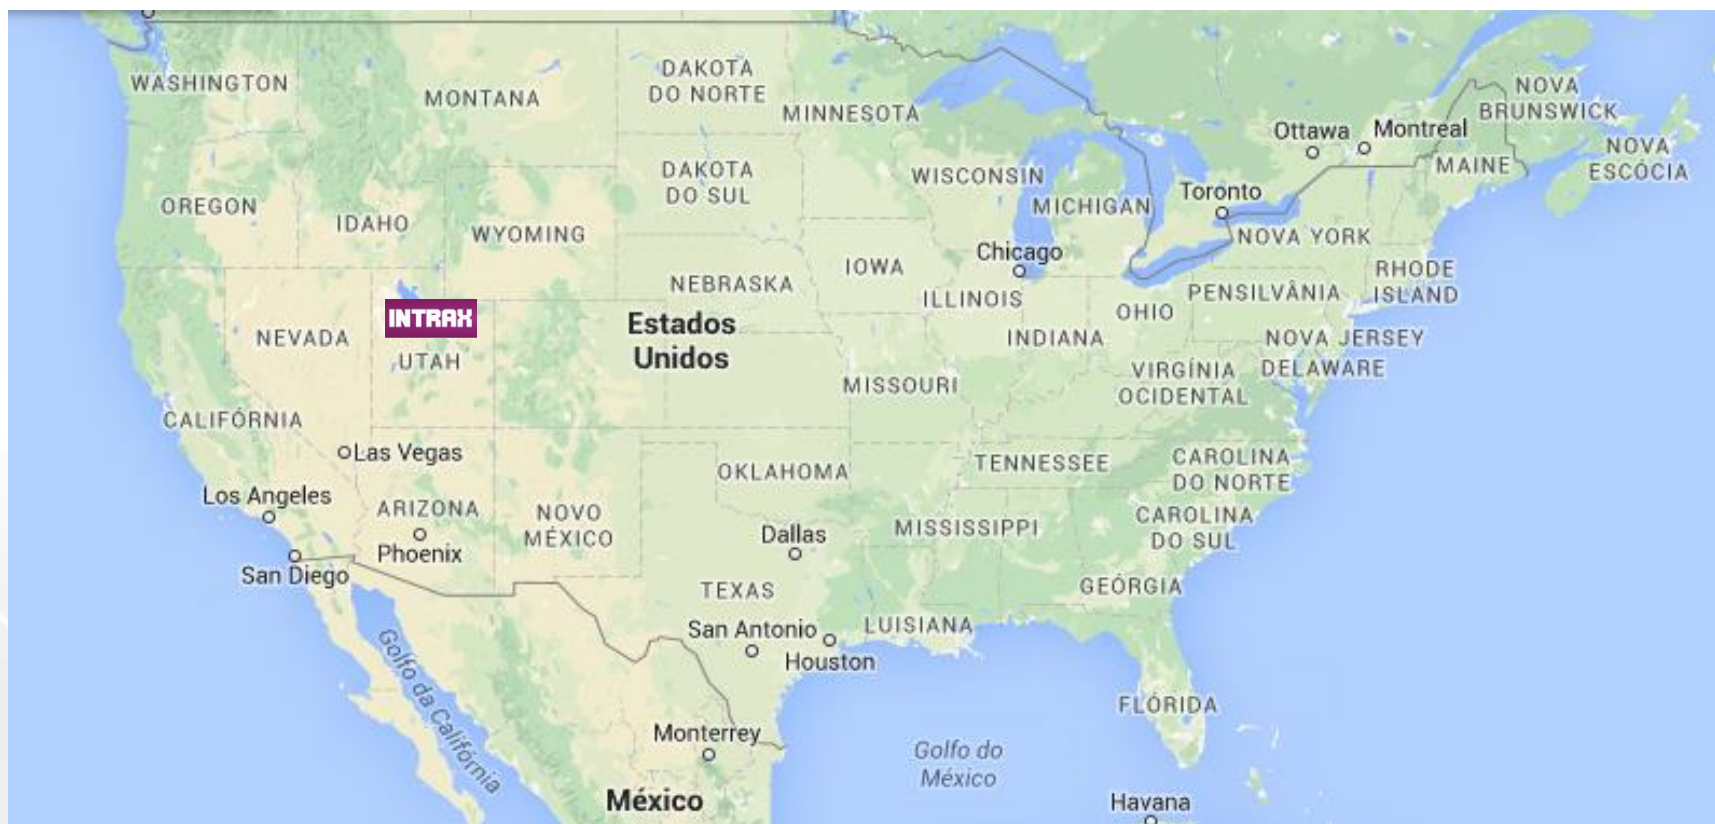 WASHINGTON
MONTANA
DAKOTA
DO NORTE
MINNESOTA
NOVA
BRUNSWICK
Ottawa
Montreal
NOVA
ESCÓCIA
MAINE
DAKOTA
DO SUL
WISCONSIN
MICHIGAN
Toronto
OREGON
IDAHO
WYOMING
NOVA YORK
Chicago
IOWA
NEBRASKA
ILLINOIS
RHODE
ISLAND
PENSILVÂNIA
OHIO
INTRAX
Estados
Unidos
NEVADA
UTAH
INDIANA
NOVA JERSEY
DELAWARE
VIRGÍNIA
OCIDENTAL
MISSOURI
CALIFÓRNIA
Las Vegas
OKLAHOMA
TENNESSEE
CAROLINA
DO NORTE
Los Angeles
ARIZONA
NOVO
MÉXICO
Phoenix
Dallas
MISSISSIPPI
CAROLINA
DO SUL
San Diego
TEXAS
GEÓRGIA
San Antonio
Houston
LUISIANA
Golfo da Califórnia
FLÓRIDA
Monterrey
Golfo do
México
México
Havana